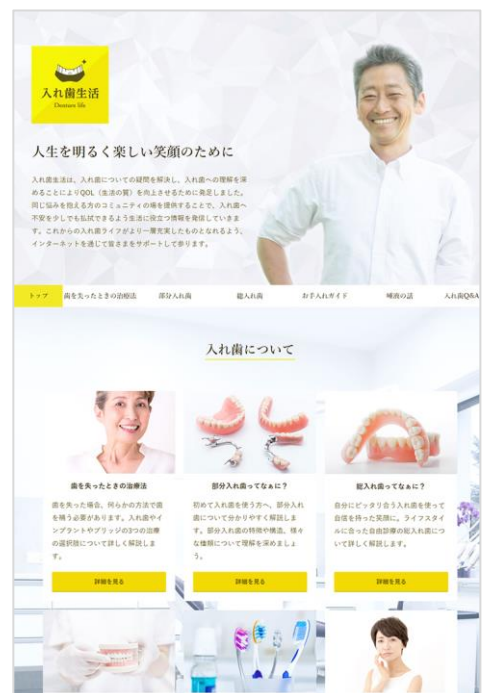 入れ歯生活
Denture life
人生を明るく楽しい笑顔のために
入れ歯生活は、入れ歯についての疑問を解決し、入れ歯への理解を深
めることによりQOL（生活の質）を向上させるために発足しました。
同じ悩みを抱える方のコミュニティの場を提供することで、入れ歯へ
不安を少しでも払拭できるよう生活に役立つ情報を発信していきま
す。これからの入れ歯ライフがより一層充実したものとなれるよう、
インターネットを通じて皆さまをサポートして参ります。
トップ 歯を失ったときの治療法 部分入れ歯 総入れ歯 お手入れガイド 唾液の話 入れ歯Q&A
入れ歯について
歯を失ったときの治療法
歯を失った場合、何らかの方法で歯
を補う必要があります。入れ歯やイ
ンプラントやブリッジの3つの治療
の選択肢について詳しく解説しま
す。
詳細を見る
部分入れ歯ってなぁに？
初めて入れ歯を使う方へ、部分入れ
歯について分かりやすく解説しま
す。部分入れ歯の特徴や構造、様々
な種類について理解を深めましょ
う。
詳細を見る
総入れ歯ってなぁに？
自分にピッタリ合う入れ歯を使って
自信を持った笑顔に。ライフスタイ
ルに合った自由診療の総入れ歯につ
いて詳しく解説します。
詳細を見る